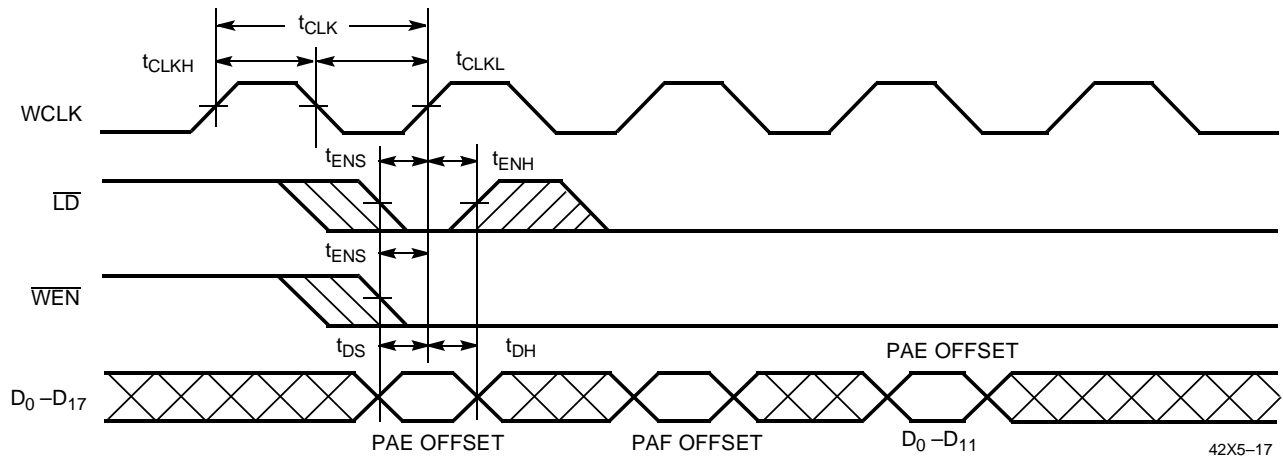 tCLK
tCLKH
tCLKL
WCLK
tENS
tENH
LD
tENS
WEN
tDS
tDH
PAE OFFSET
D0 –D17
PAE OFFSET
PAF OFFSET
D0 –D11
42X5–17